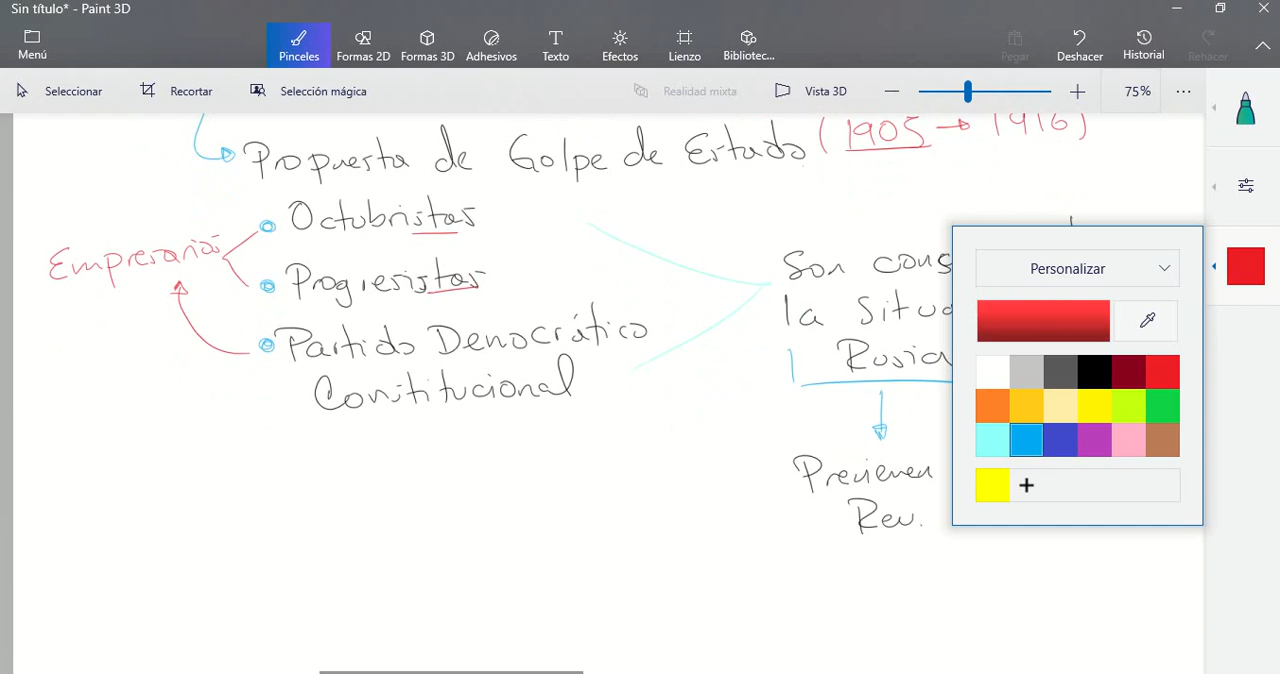 Sin título* - Paint 3D
Menú
Pinceles
Formas 2D
Formas 3D
Adhesivos
Texto
Efectos
Lienzo
Bibliotec...
Pegar
Deshacer
Historial
Rehacer
Seleccionar
Recortar
Selección mágica
Realidad mixta
Vista 3D
75%
Propuesta de Golpe de Estado (1905 → 1916)
Octubristas
Empresarios
Progresistas
Partido Denocrático
Constitucional
Son cons
la Situa
Rusia
Previenen
Rev.
Personalizar